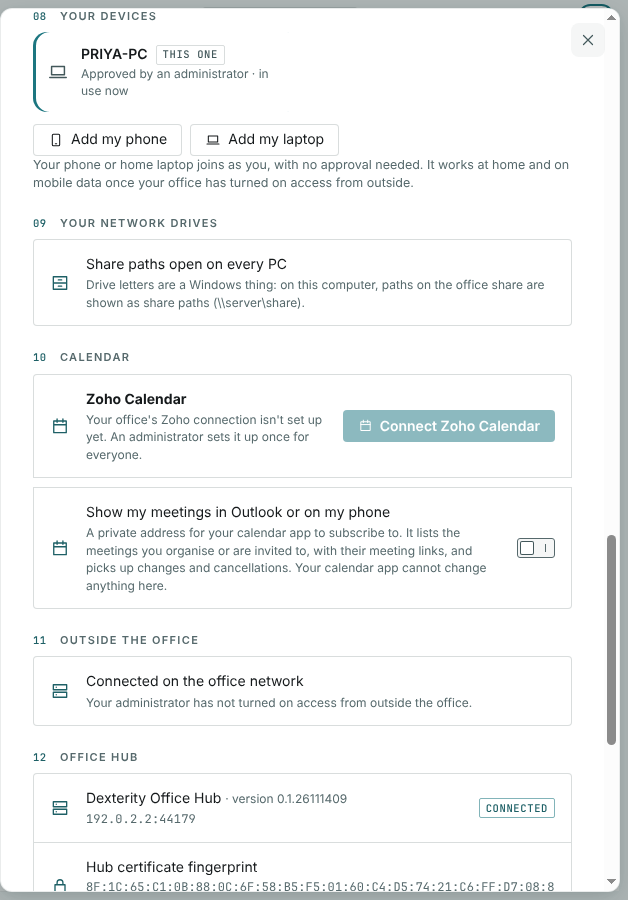 08 YOUR DEVICES
PRIYA-PC THIS ONE
Approved by an administrator · in
use now
Add my phone Add my laptop
Your phone or home laptop joins as you, with no approval needed. It works at home and on
mobile data once your office has turned on access from outside.
09 YOUR NETWORK DRIVES
Share paths open on every PC
Drive letters are a Windows thing: on this computer, paths on the office share are
shown as share paths (\\server\share).
10 CALENDAR
Zoho Calendar
Your office's Zoho connection isn't set up
yet. An administrator sets it up once for
everyone.
Connect Zoho Calendar
Show my meetings in Outlook or on my phone
A private address for your calendar app to subscribe to. It lists the
meetings you organise or are invited to, with their meeting links, and
picks up changes and cancellations. Your calendar app cannot change
anything here.
11 OUTSIDE THE OFFICE
Connected on the office network
Your administrator has not turned on access from outside the office.
12 OFFICE HUB
Dexterity Office Hub · version 0.1.26111409
192.0.2.2:44179
CONNECTED
Hub certificate fingerprint
8F:1C:65:C1:0B:88:0C:6F:58:B5:F5:01:60:C4:D5:74:21:C6:FF:D7:08:8